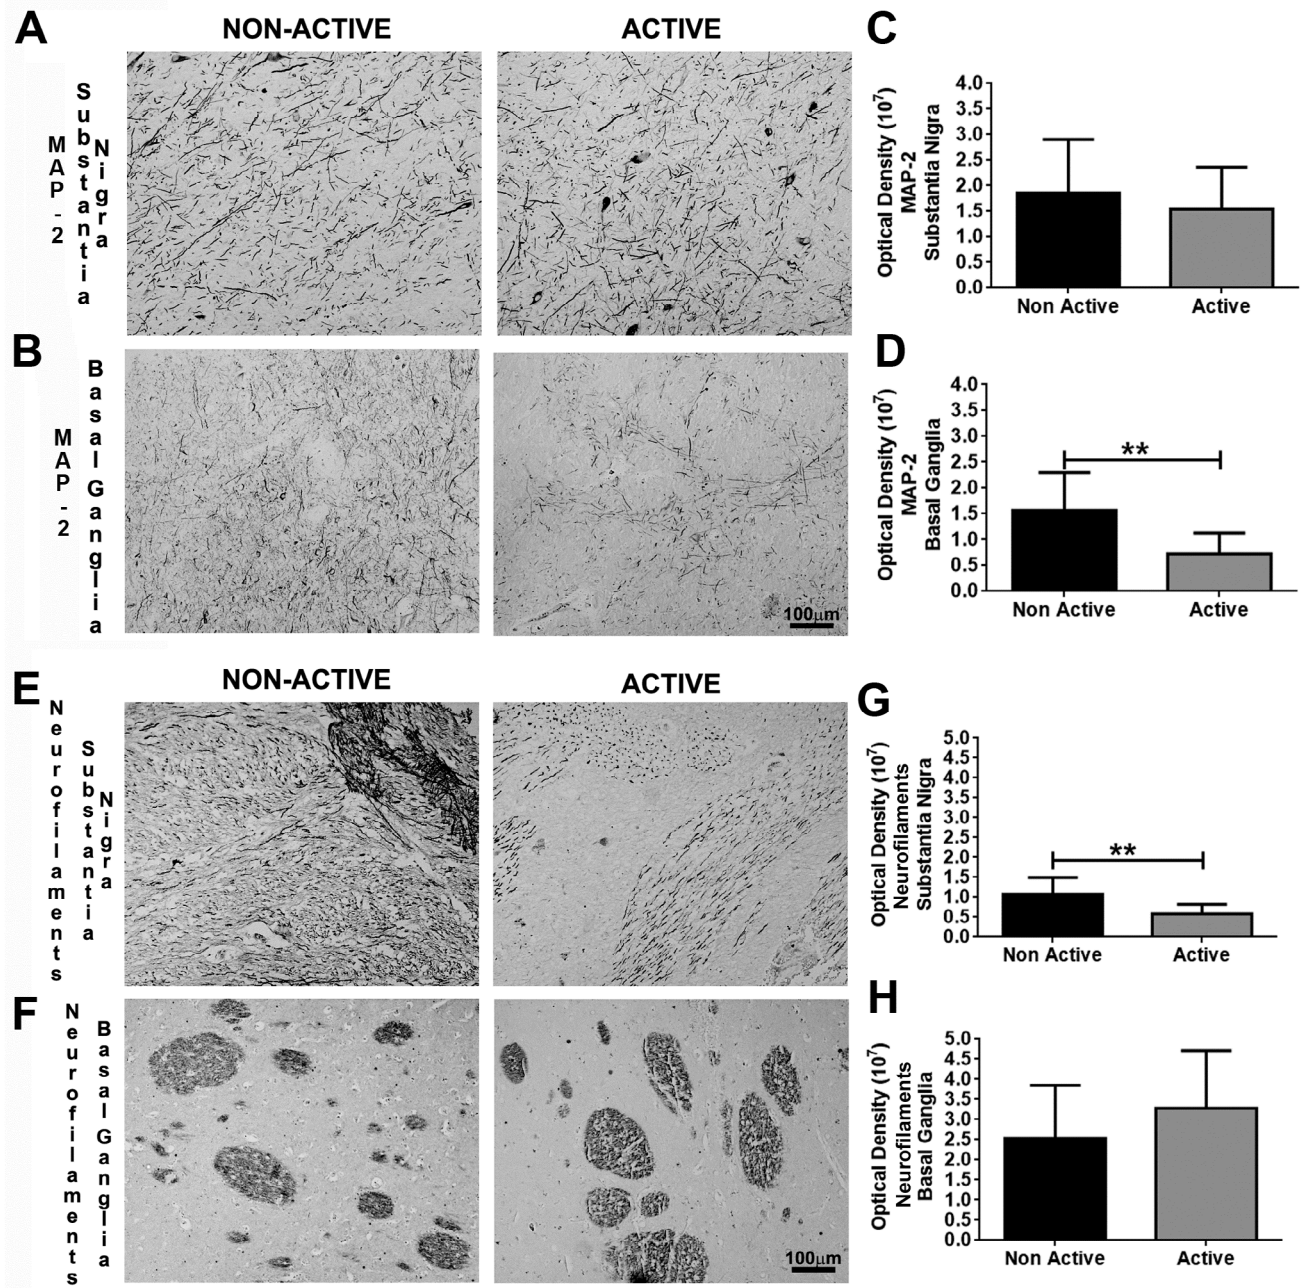 A
NON-ACTIVE
ACTIVE
MAP-2
Substantia
Nigra
C
Optical Density (10⁷)
MAP-2
Substantia Nigra
4.0
3.5
3.0
2.5
2.0
1.5
1.0
0.5
0.0
Non Active
Active
B
MAP-2
Basal Ganglia
100µm
D
Optical Density (10⁷)
MAP-2
Basal Ganglia
4.0
3.5
3.0
2.5
2.0
1.5
1.0
0.5
0.0
**
Non Active
Active
E
NON-ACTIVE
ACTIVE
Neurofilaments
Substantia
Nigra
G
Optical Density (10⁷)
Neurofilaments
Substantia Nigra
5.0
4.5
4.0
3.5
3.0
2.5
2.0
1.5
1.0
0.5
0.0
**
Non Active
Active
F
Neurofilaments
Basal Ganglia
100µm
H
Optical Density (10⁷)
Neurofilaments
Basal Ganglia
5.0
4.5
4.0
3.5
3.0
2.5
2.0
1.5
1.0
0.5
0.0
Non Active
Active